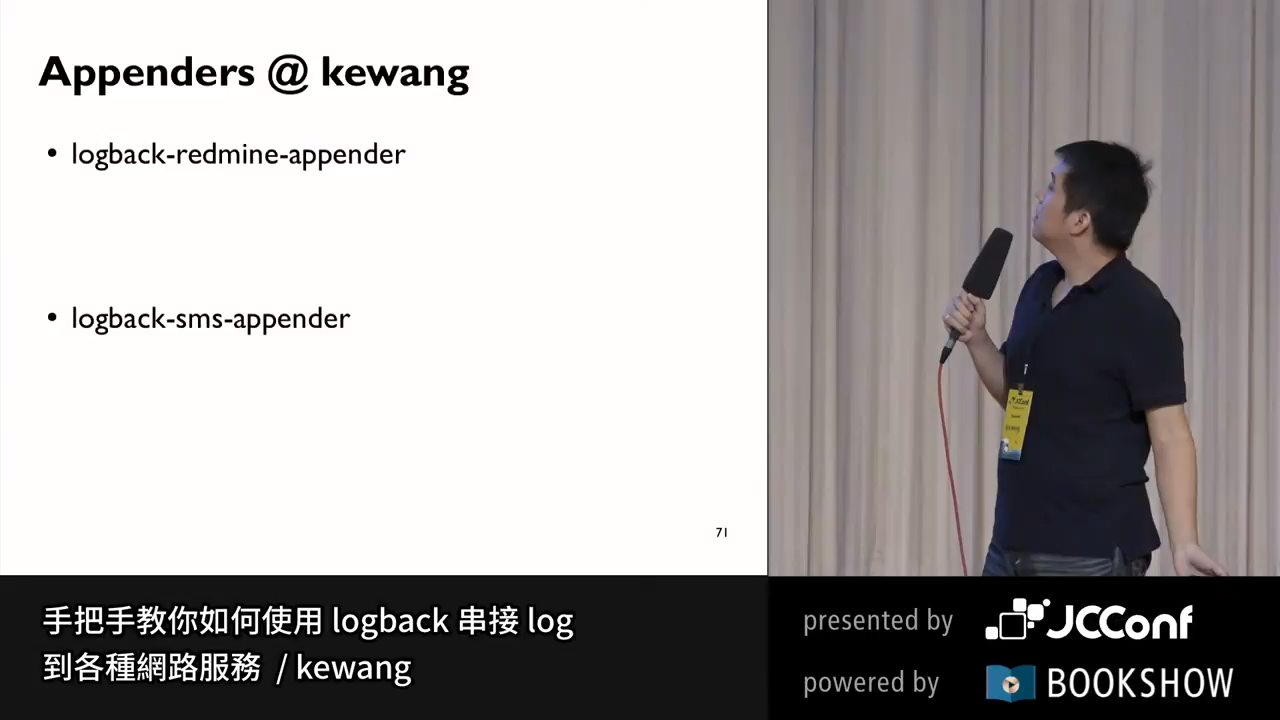 Appenders @ kewang
• logback-redmine-appender
• logback-sms-appender
71
手把手教你如何使用 logback 串接 log
到各種網路服務 / kewang
presented by JCConf
powered by BOOKSHOW
JCConf